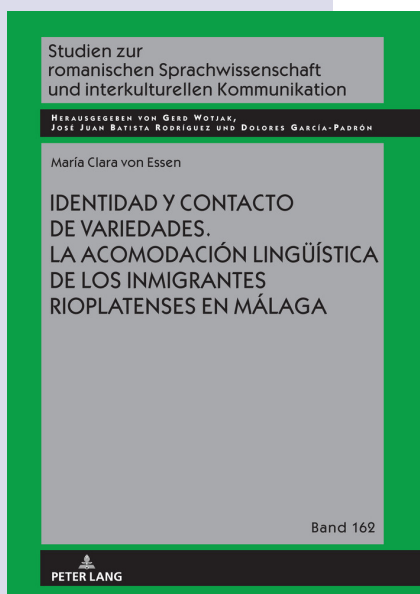 Studien zur
romanischen Sprachwissenschaft
und interkulturellen Kommunikation
Herausgegeben von Gerd Wotjak,
José Juan Batista Rodríguez und Dolores García-Padrón
María Clara von Essen
IDENTIDAD Y CONTACTO
DE VARIEDADES.
LA ACOMODACIÓN LINGÜÍSTICA
DE LOS INMIGRANTES
RIOPLATENSES EN MÁLAGA
Band 162
PETER LANG